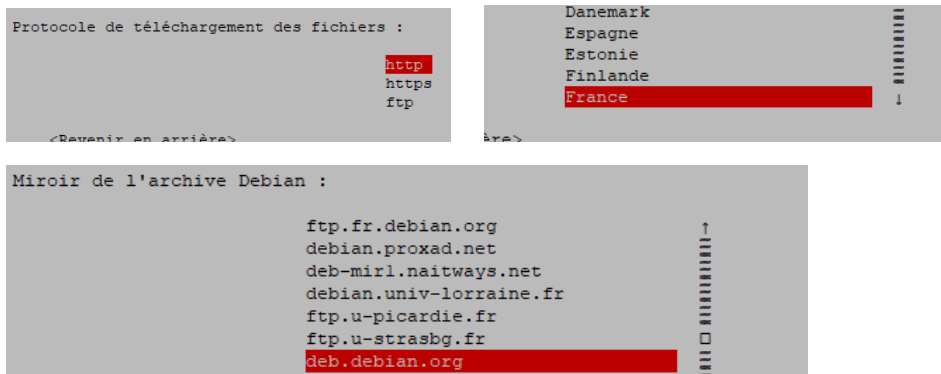 Protocole de téléchargement des fichiers :
http
https
ftp
<Revenir en arrière>
Danemark
Espagne
Estonie
Finlande
France
ère>
Miroir de l'archive Debian :
ftp.fr.debian.org
debian.proxad.net
deb-mir1.naitways.net
debian.univ-lorraine.fr
ftp.u-picardie.fr
ftp.u-strasbg.fr
deb.debian.org